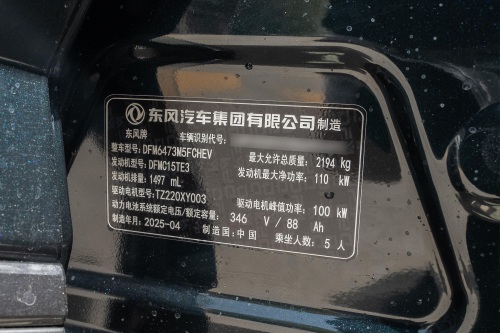 东风汽车集团有限公司 制造
东风牌 车辆识别代号:
整车型号: DFM6473M5FCHEV 最大允许总质量: 2194 kg
发动机型号: DFMC15TE3 发动机最大净功率: 110 kW
发动机排量: 1497 mL
驱动电机型号: TZ220XY003 驱动电机峰值功率: 100 kW
动力电池系统额定电压/额定容量: 346 V / 88 Ah
制造年月: 2025-04 制造国: 中国 乘坐人数: 5 人